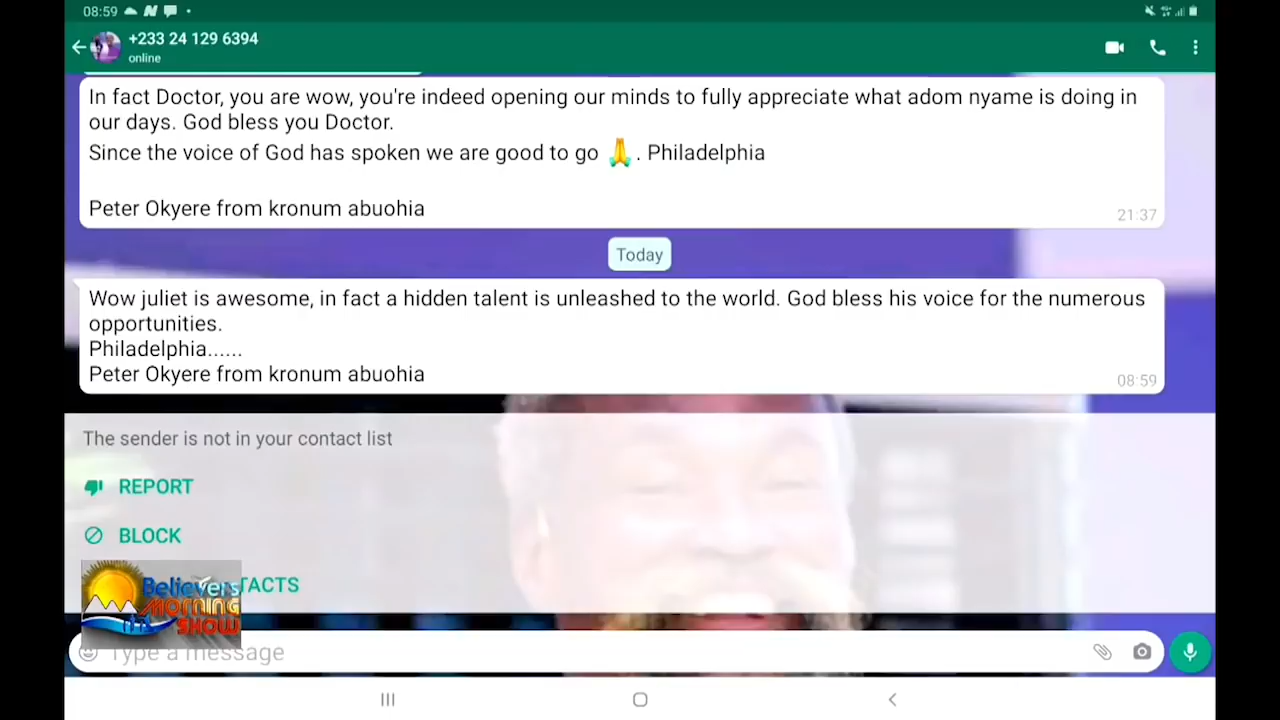 08:59
+233 24 129 6394
online
In fact Doctor, you are wow, you're indeed opening our minds to fully appreciate what adom nyame is doing in
our days. God bless you Doctor.
Since the voice of God has spoken we are good to go 🙏. Philadelphia
Peter Okyere from kronum abuohia
21:37
Today
Wow juliet is awesome, in fact a hidden talent is unleashed to the world. God bless his voice for the numerous
opportunities.
Philadelphia......
Peter Okyere from kronum abuohia
08:59
The sender is not in your contact list
REPORT
BLOCK
TACTS
Believers
MORNING
SHOW
Type a message